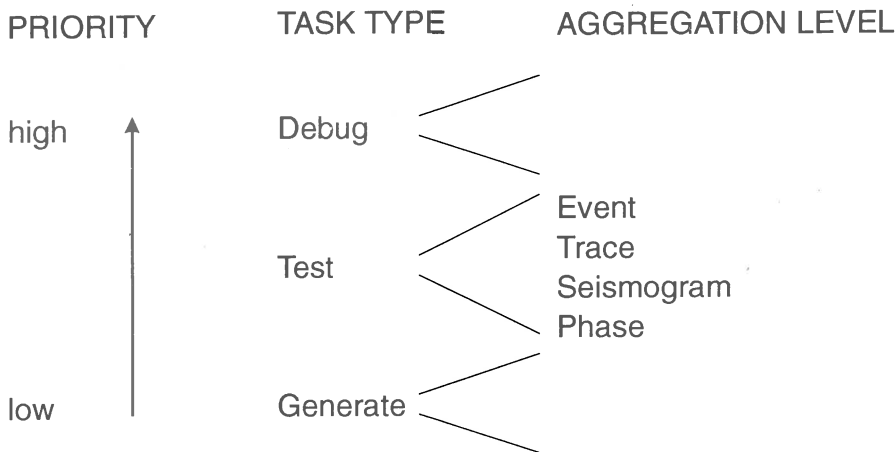 PRIORITY TASK TYPE AGGREGATION LEVEL
high Debug
Event
Test Trace
Seismogram
Phase
low Generate